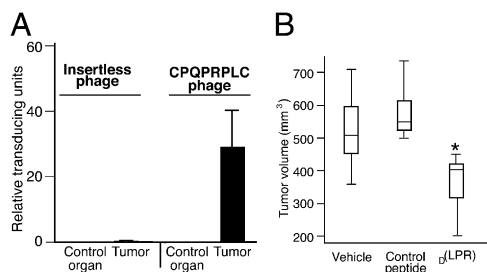 A
Relative transducing units
60
40
20
0
Insertless
phage
CPQPRPLC
phage
Control
organ
Tumor
Control
organ
Tumor
B
Tumor volume (mm³)
700
600
500
400
300
200
*
Vehicle
Control
peptide
D(LPR)